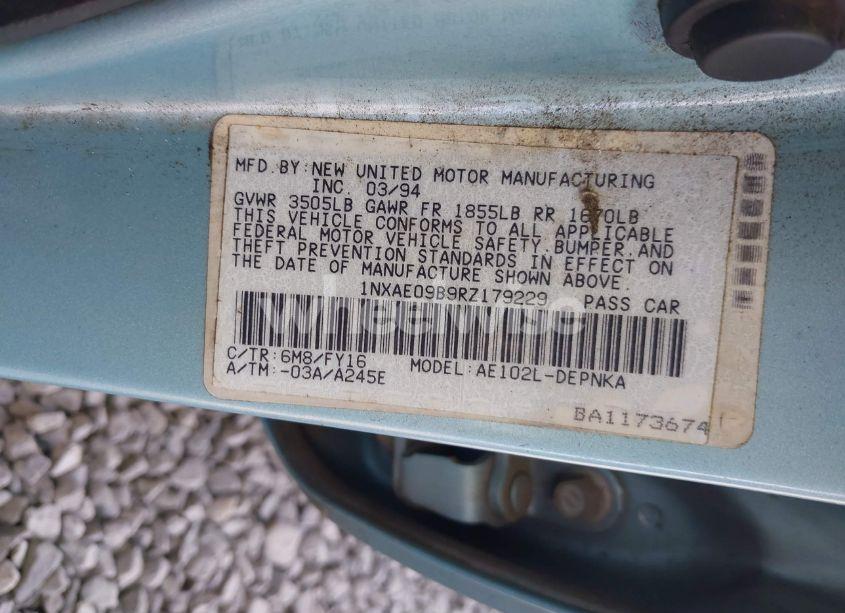 MFD.BY:NEW UNITED MOTOR MANUFACTURING
INC. 03/94
GVWR 3505LB GAWR FR 1855LB RR 1670LB
THIS VEHICLE CONFORMS TO ALL APPLICABLE
FEDERAL MOTOR VEHICLE SAFETY,BUMPER,AND
THEFT PREVENTION STANDARDS IN EFFECT ON
THE DATE OF MANUFACTURE SHOWN ABOVE.
1NXAE09B9RZ179229 PASS CAR
wheelwise
C/TR:6M8/FY16 MODEL:AE102L-DEPNKA
A/TM:-03A/A245E
BA1173674